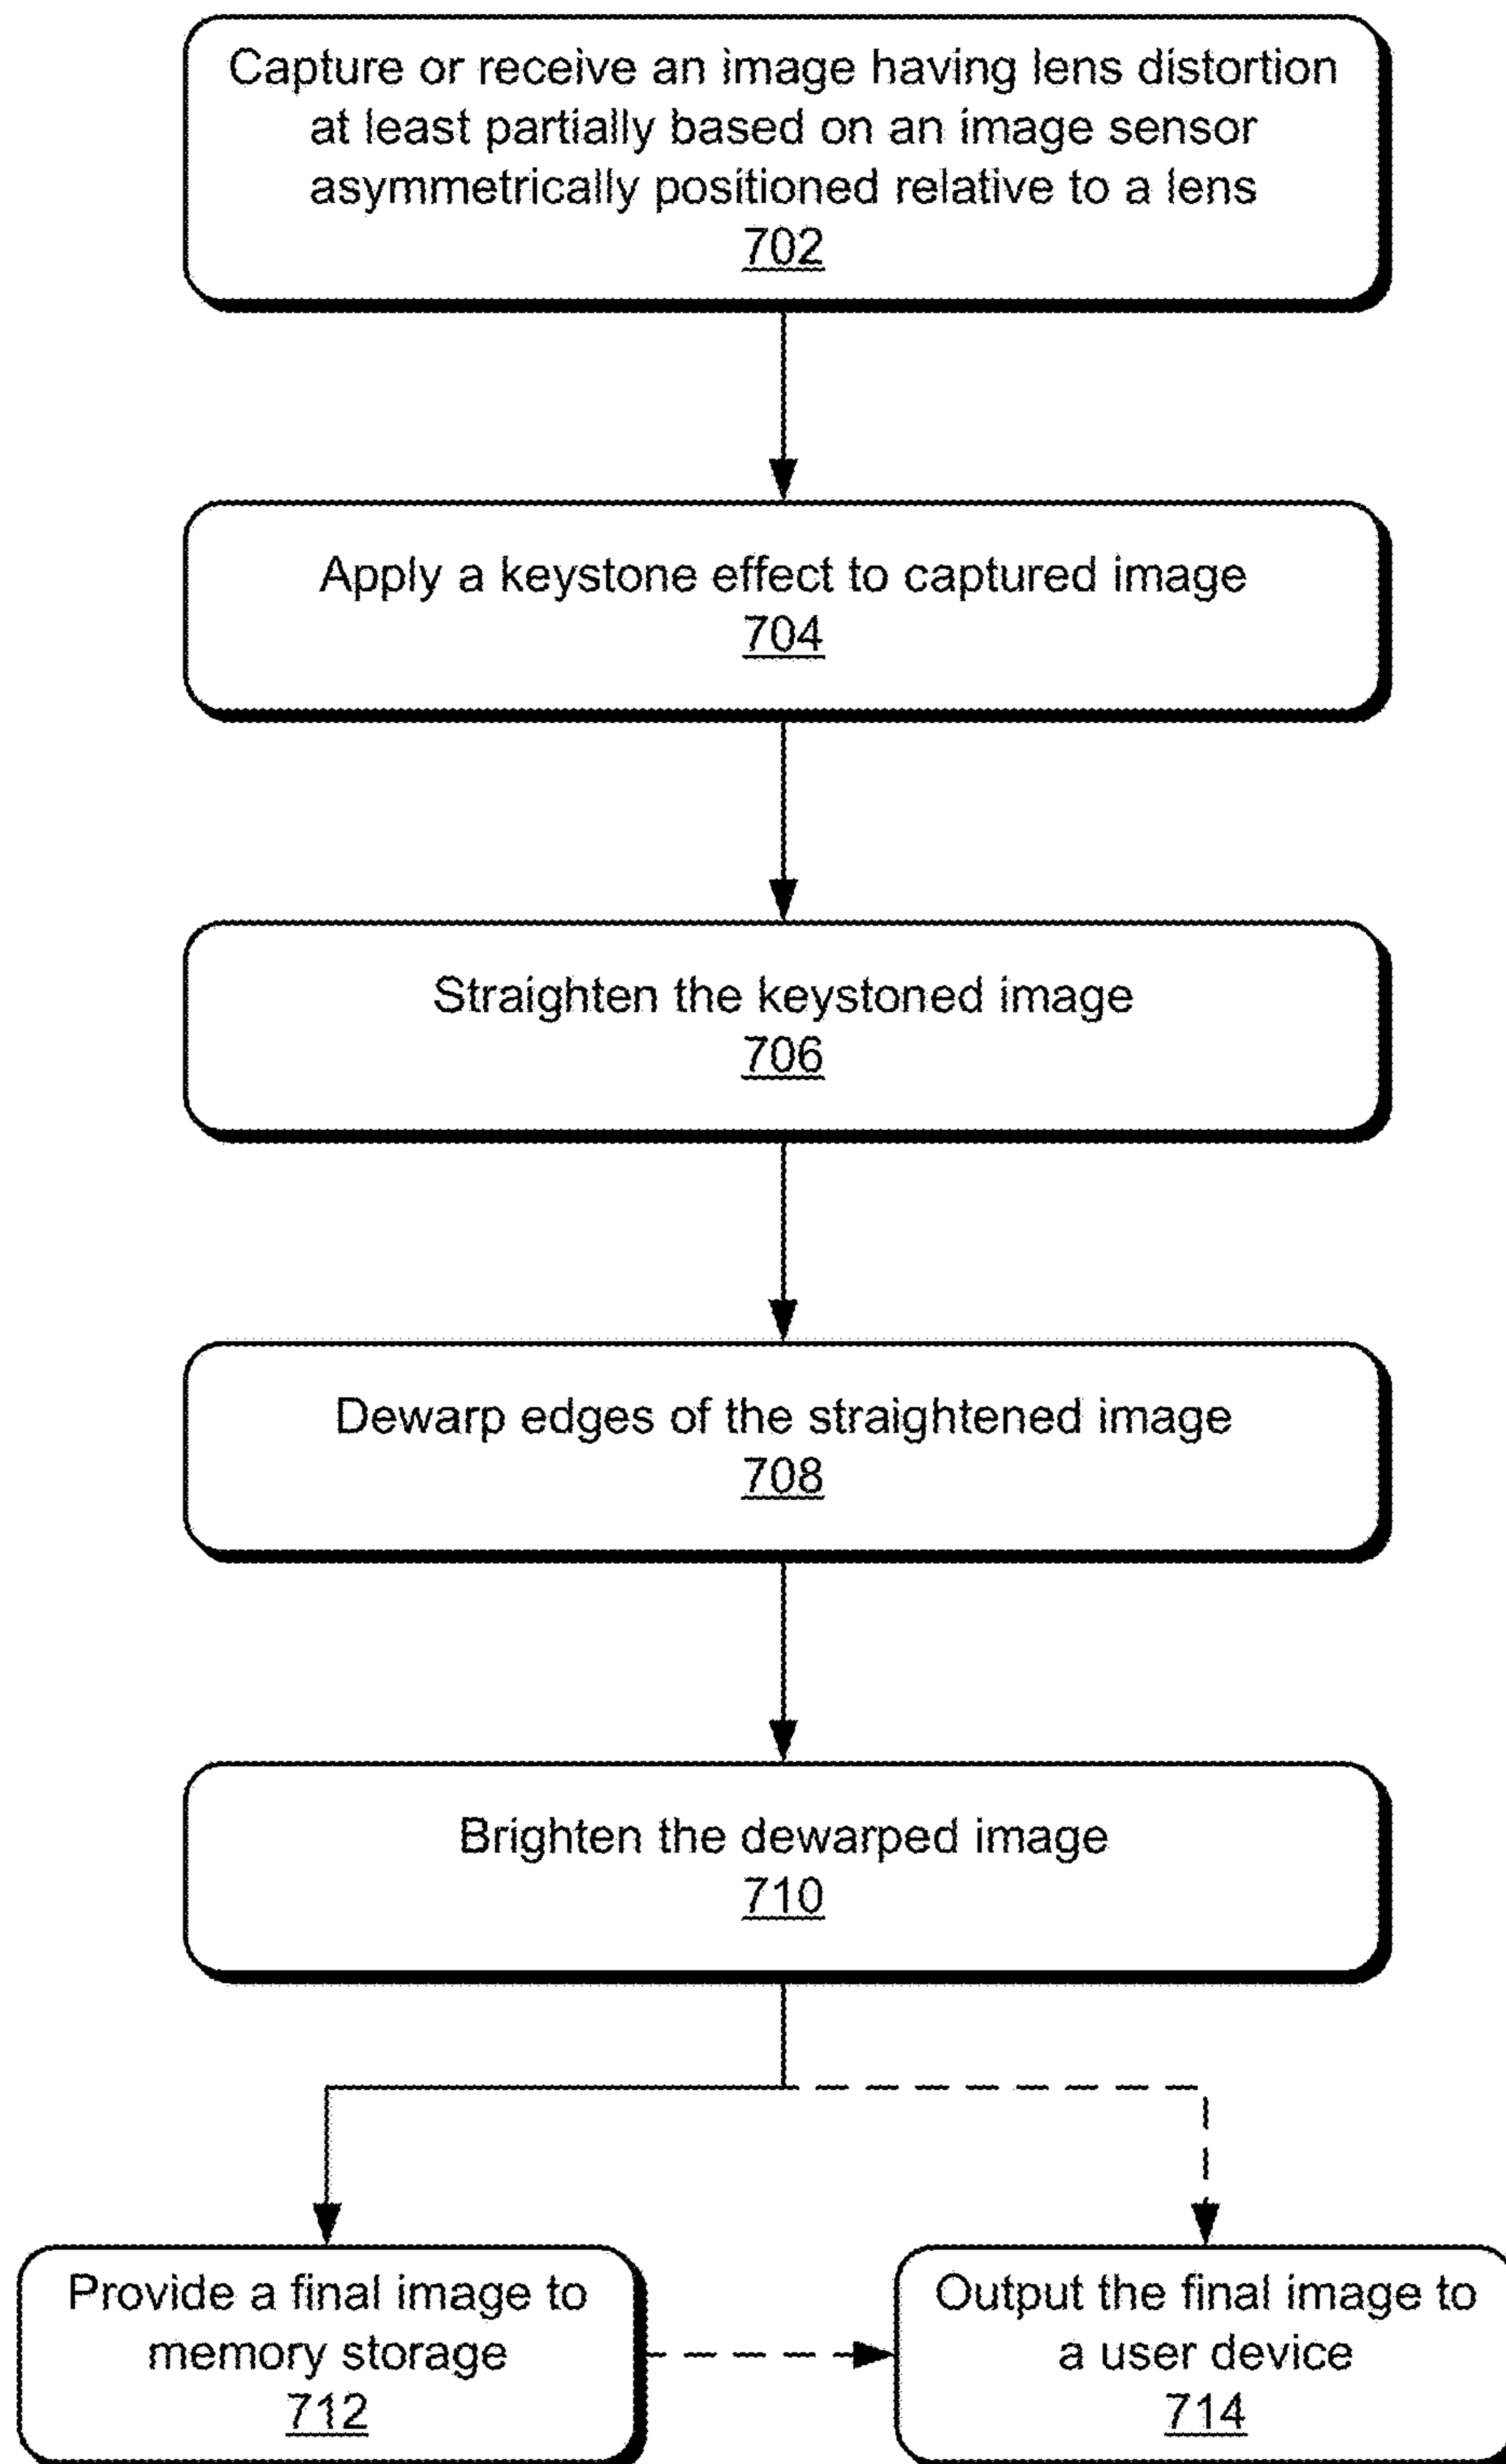 Capture or receive an image having lens distortion
at least partially based on an image sensor
asymmetrically positioned relative to a lens
702
Apply a keystone effect to captured image
704
Straighten the keystoned image
706
Dewarp edges of the straightened image
708
Brighten the dewarped image
710
Provide a final image to
memory storage
712
Output the final image to
a user device
714